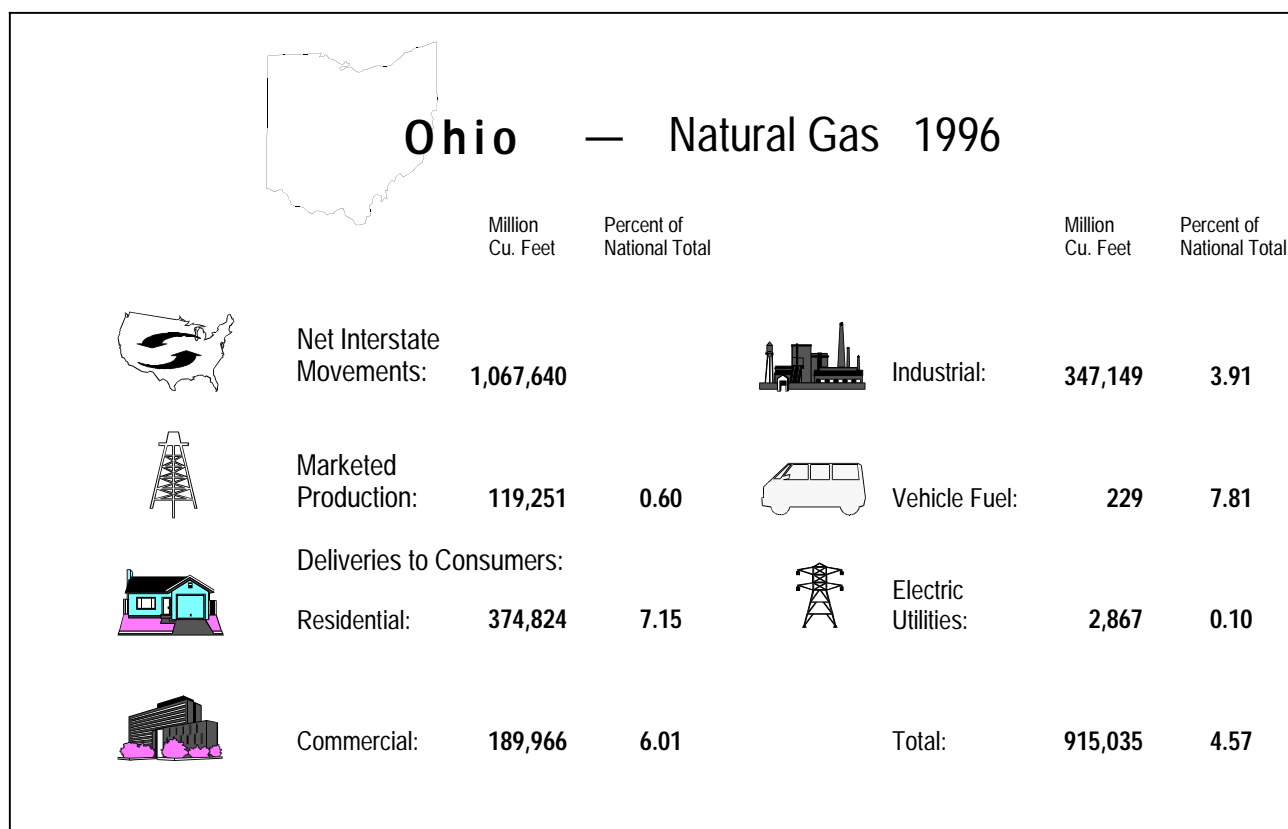 Ohio — Natural Gas 1996
Million Percent of
Cu. Feet National Total
Million Percent of
Cu. Feet National Total
Net Interstate
Movements: 1,067,640
Marketed
Production: 119,251 0.60
Deliveries to Consumers:
Residential: 374,824 7.15
Commercial: 189,966 6.01
Industrial: 347,149 3.91
Vehicle Fuel: 229 7.81
Electric
Utilities: 2,867 0.10
Total: 915,035 4.57